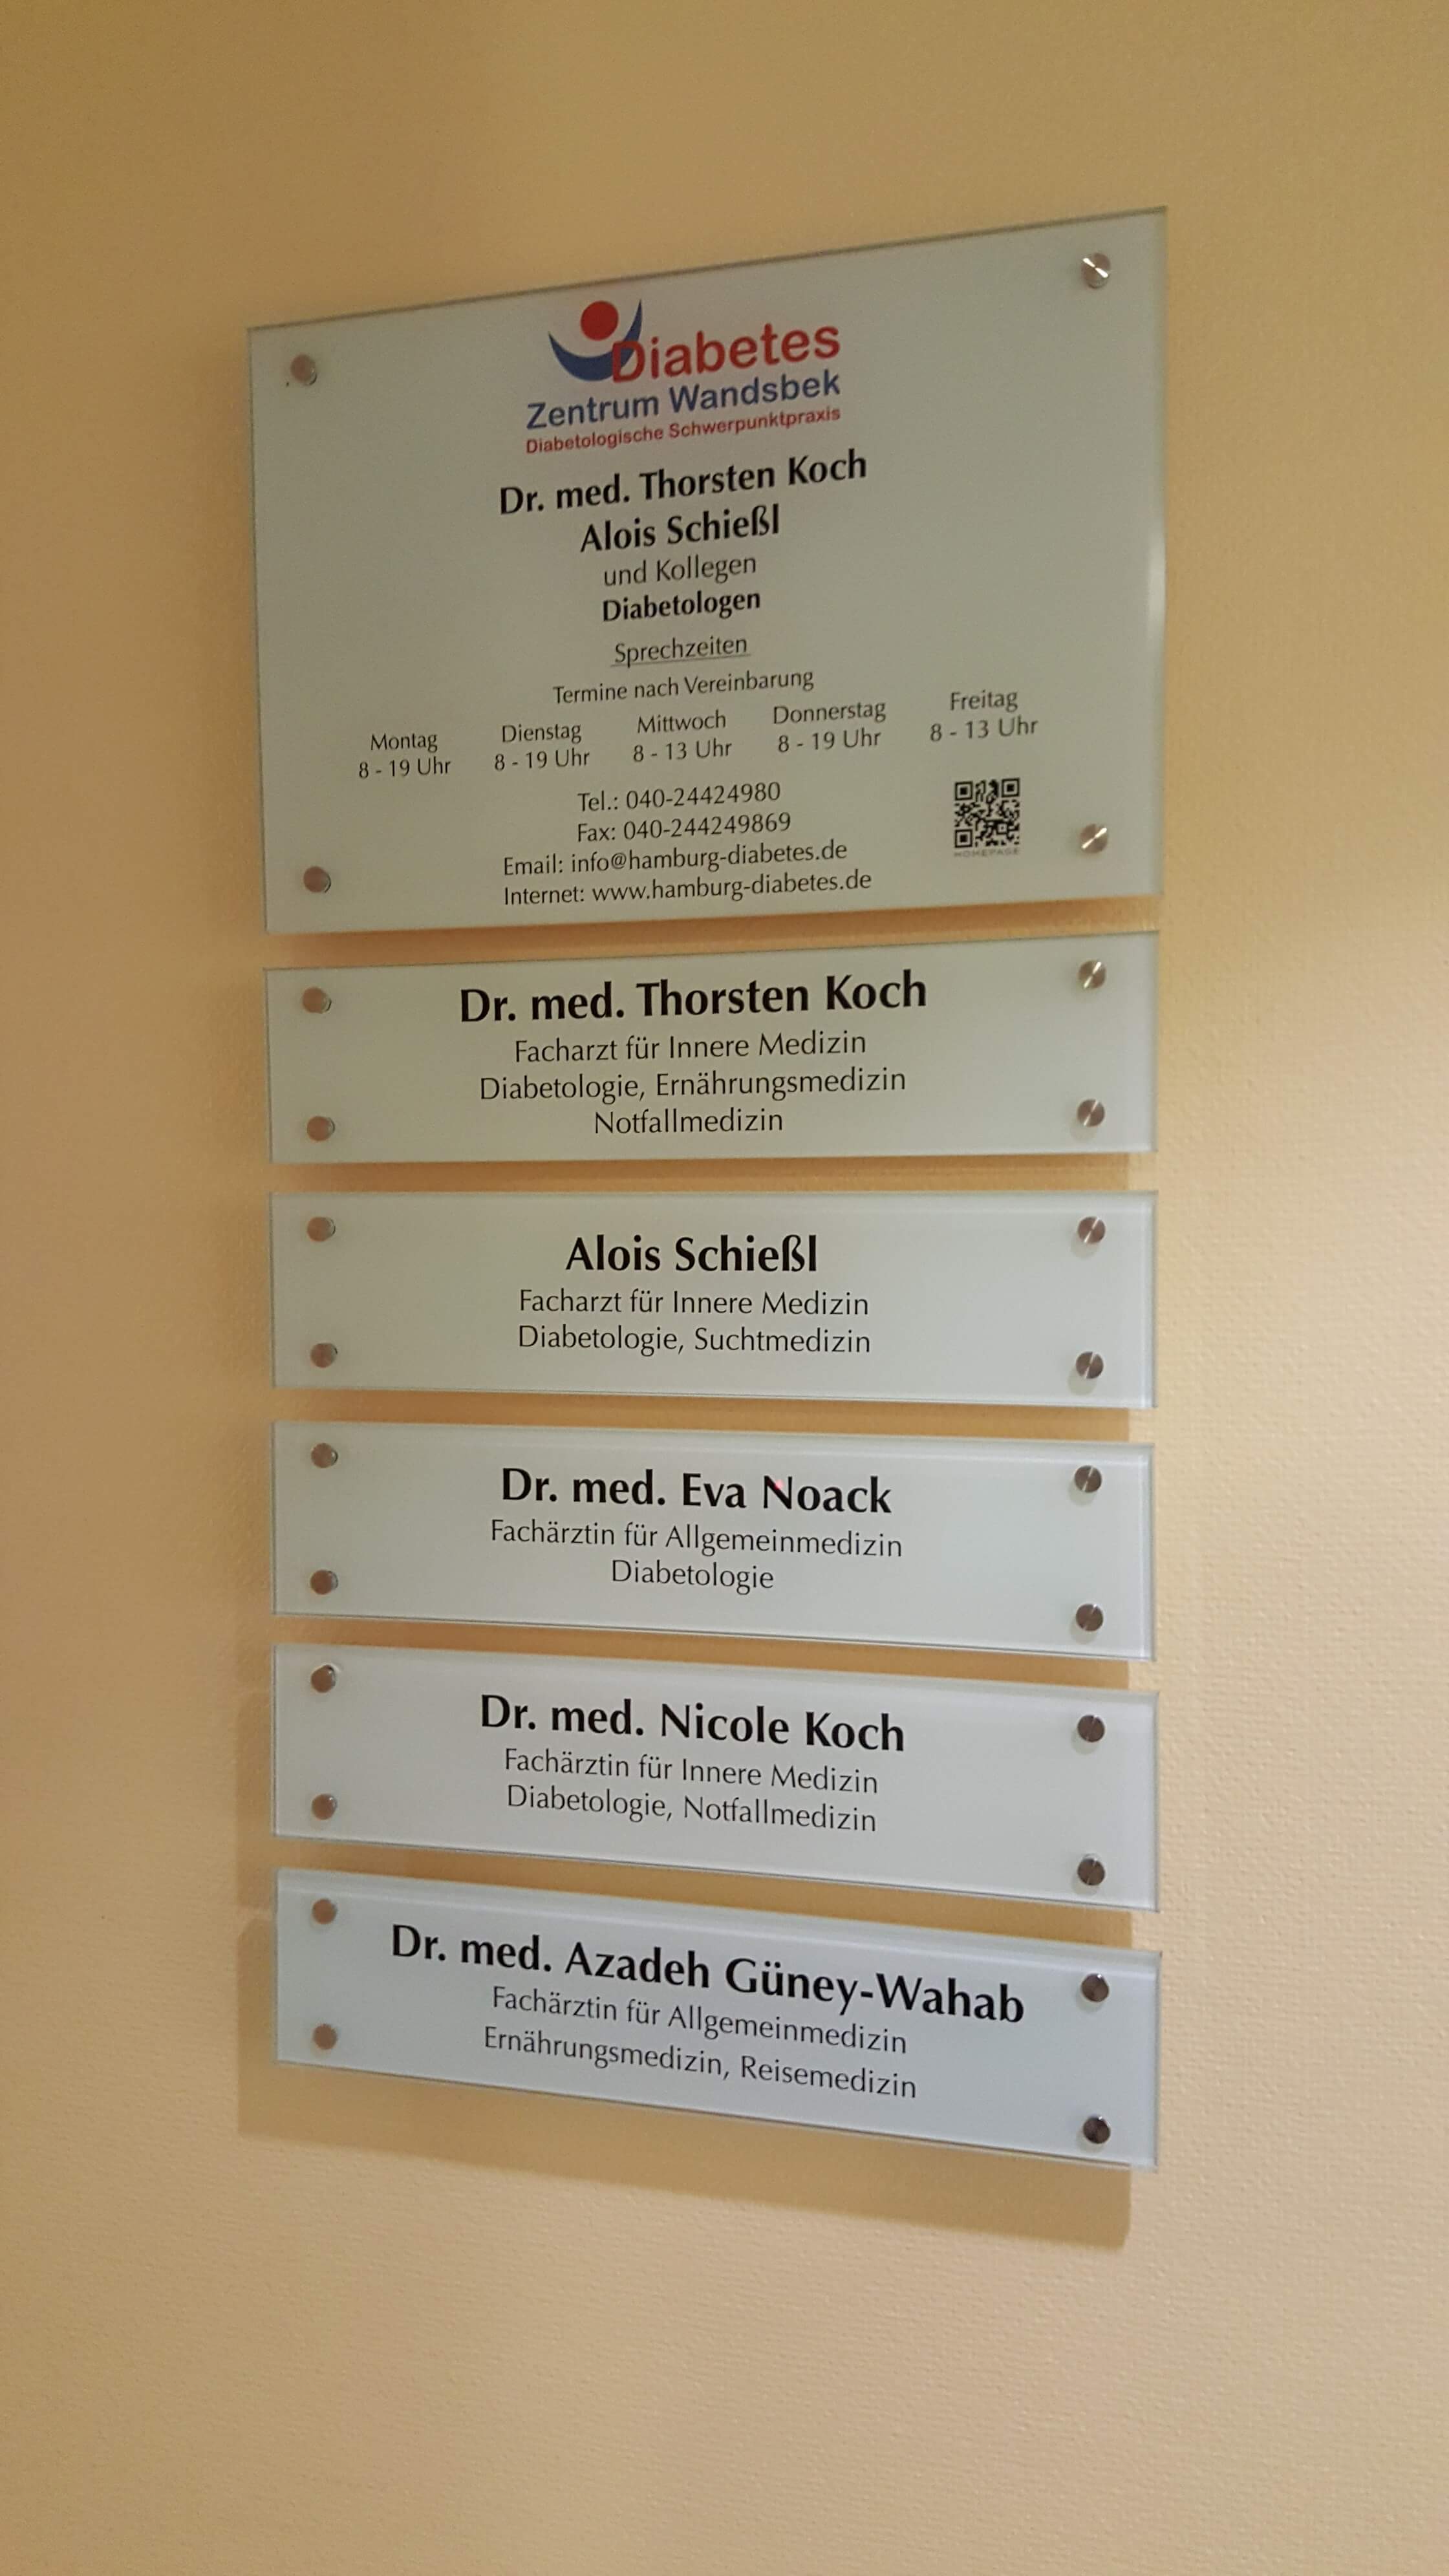 Diabetes
Zentrum Wandsbek
Diabetologische Schwerpunktpraxis
Dr. med. Thorsten Koch
Alois Schießl
und Kollegen
Diabetologen
Sprechzeiten
Termine nach Vereinbarung
Montag Dienstag Mittwoch Donnerstag Freitag
8 - 19 Uhr 8 - 19 Uhr 8 - 13 Uhr 8 - 19 Uhr 8 - 13 Uhr
Tel.: 040-24424980
Fax: 040-244249869
Email: info@hamburg-diabetes.de
Internet: www.hamburg-diabetes.de
HOMEPAGE
Dr. med. Thorsten Koch
Facharzt für Innere Medizin
Diabetologie, Ernährungsmedizin
Notfallmedizin
Alois Schießl
Facharzt für Innere Medizin
Diabetologie, Suchtmedizin
Dr. med. Eva Noack
Fachärztin für Allgemeinmedizin
Diabetologie
Dr. med. Nicole Koch
Fachärztin für Innere Medizin
Diabetologie, Notfallmedizin
Dr. med. Azadeh Güney-Wahab
Fachärztin für Allgemeinmedizin
Ernährungsmedizin, Reisemedizin